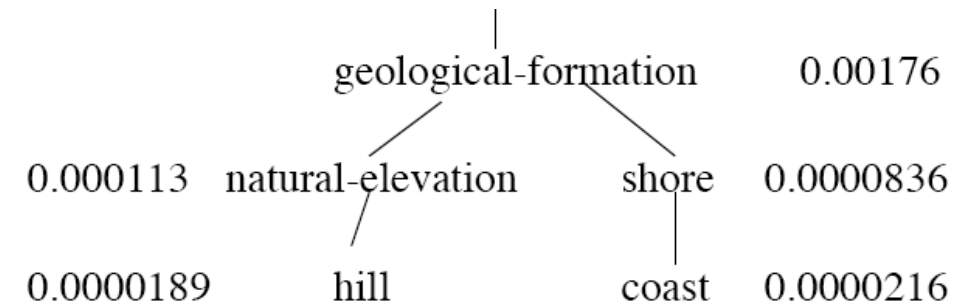 geological-formation 0.00176
0.000113 natural-elevation shore 0.0000836
0.0000189 hill coast 0.0000216